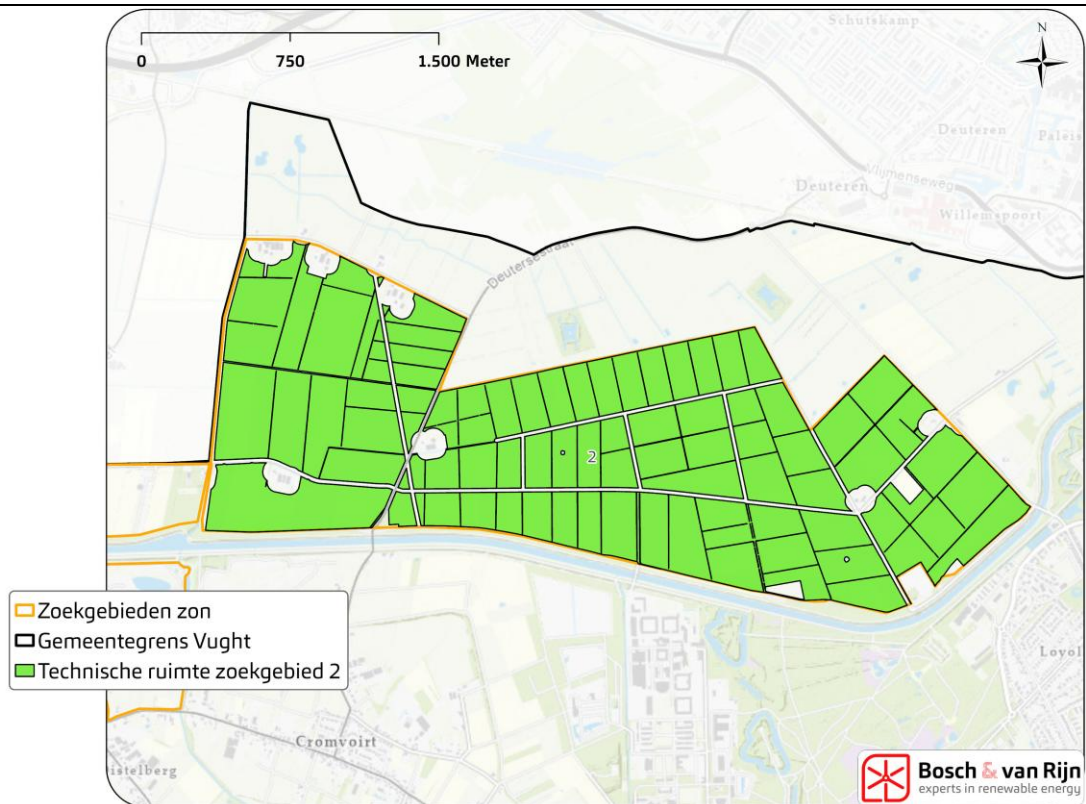 Schutskamp
N
0 750 1.500 Meter
Deuteren
Paleis
Vlijmenseweg
Deuteren
Willemspoort
Deutersestraat
2
Zoekgebieden zon
Gemeentegrens Vught
Technische ruimte zoekgebied 2
Loyol
Cromvoirt
istelberg
Bosch & van Rijn
experts in renewable energy